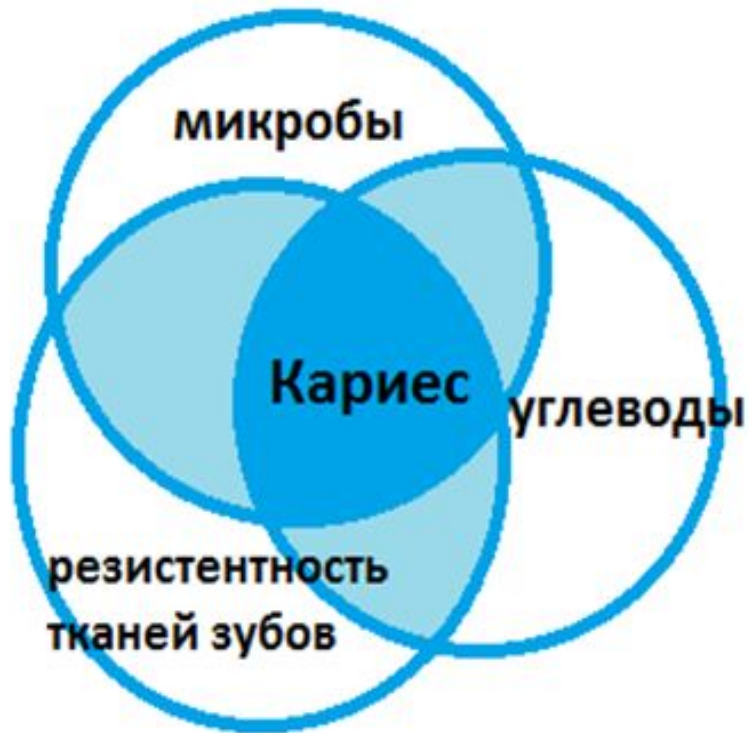 микробы
Кариес
углеводы
резистентность
тканей зубов